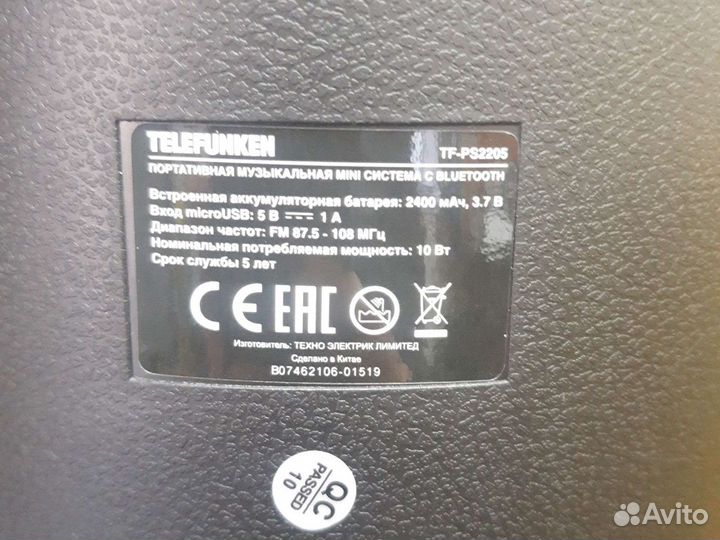 TELEFUNKEN TF-PS2205
ПОРТАТИВНАЯ МУЗЫКАЛЬНАЯ MINI СИСТЕМА С BLUETOOTH
Встроенная аккумуляторная батарея: 2400 мАч, 3.7 В
Вход microUSB: 5 В ⎓ 1 А
Диапазон частот: FM 87.5 - 108 МГц
Номинальная потребляемая мощность: 10 Вт
Срок службы 5 лет
CE EAC
Изготовитель: ТЕХНО ЭЛЕКТРИК ЛИМИТЕД
Сделано в Китае
B07462106-01519
QC
PASSED
10
Avito